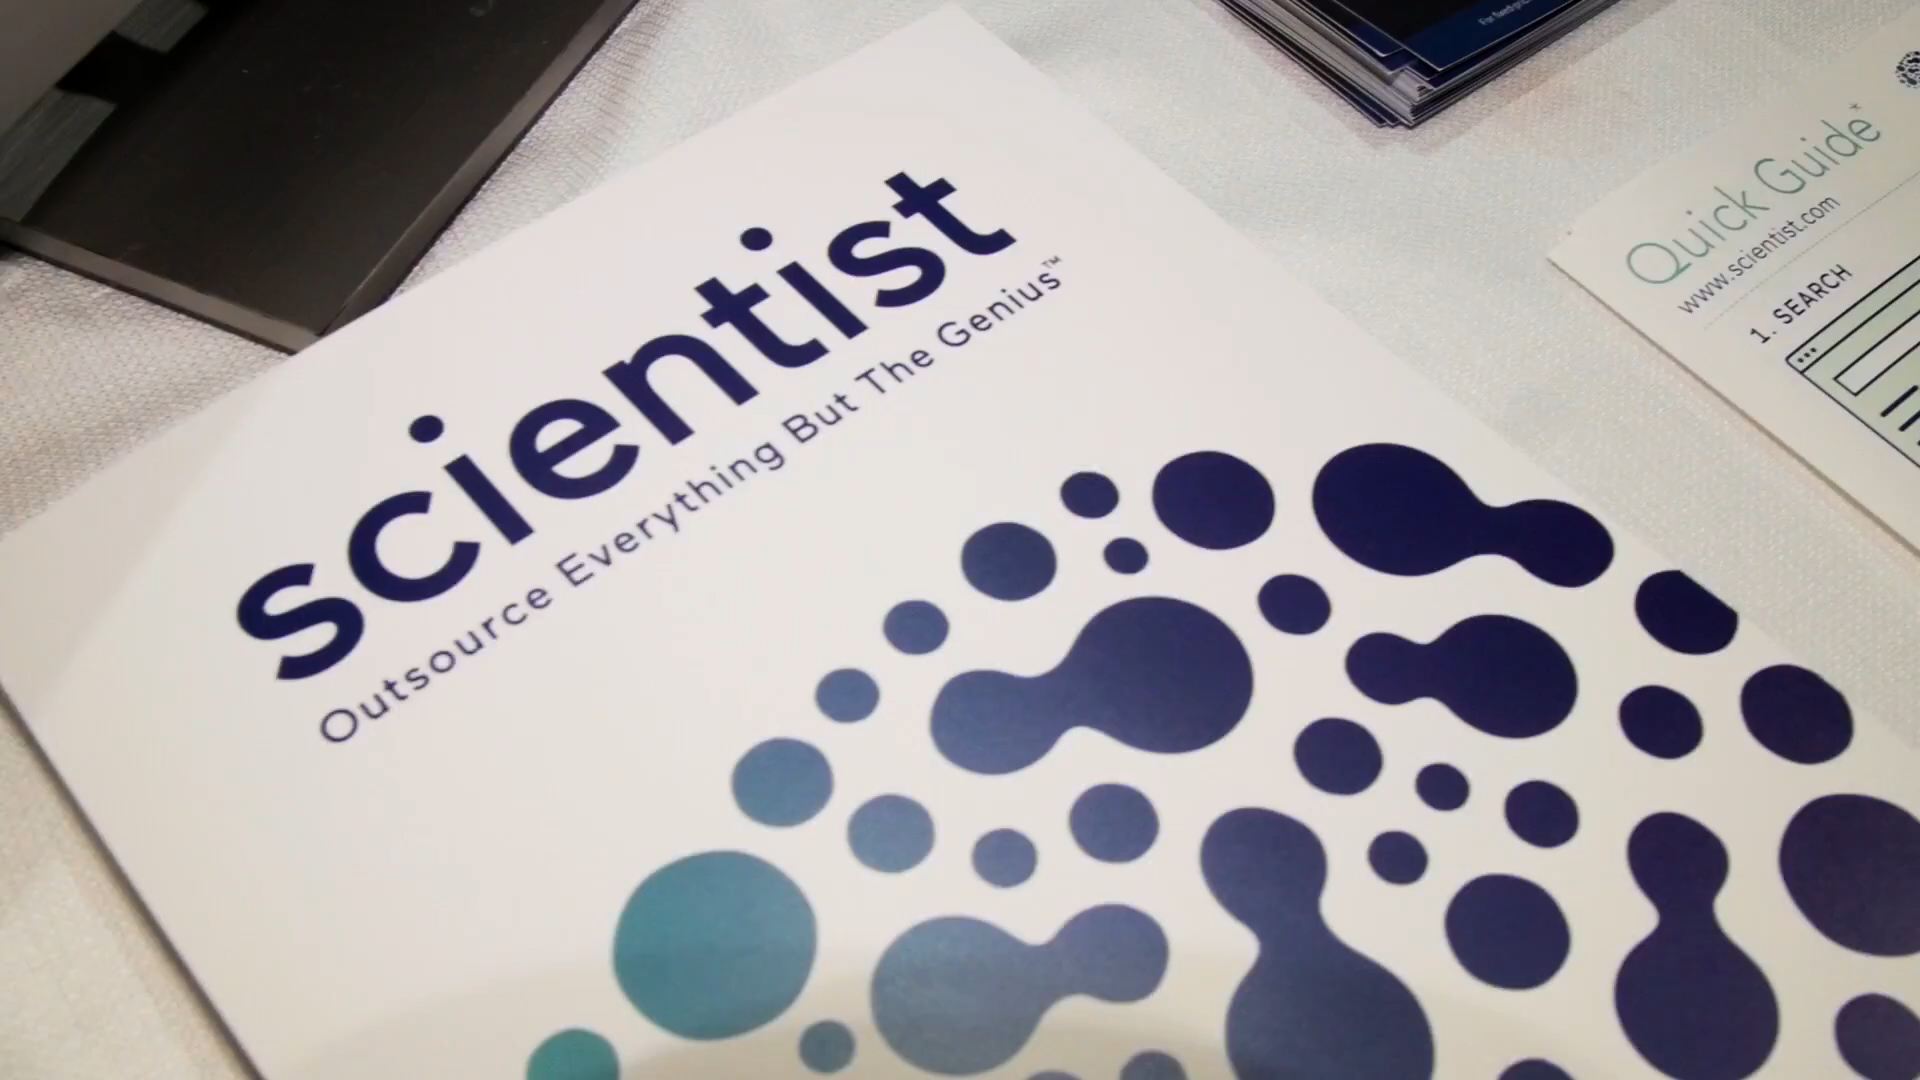 scientist
Outsource Everything But The Genius™
Quick Guide*
www.scientist.com
1. SEARCH